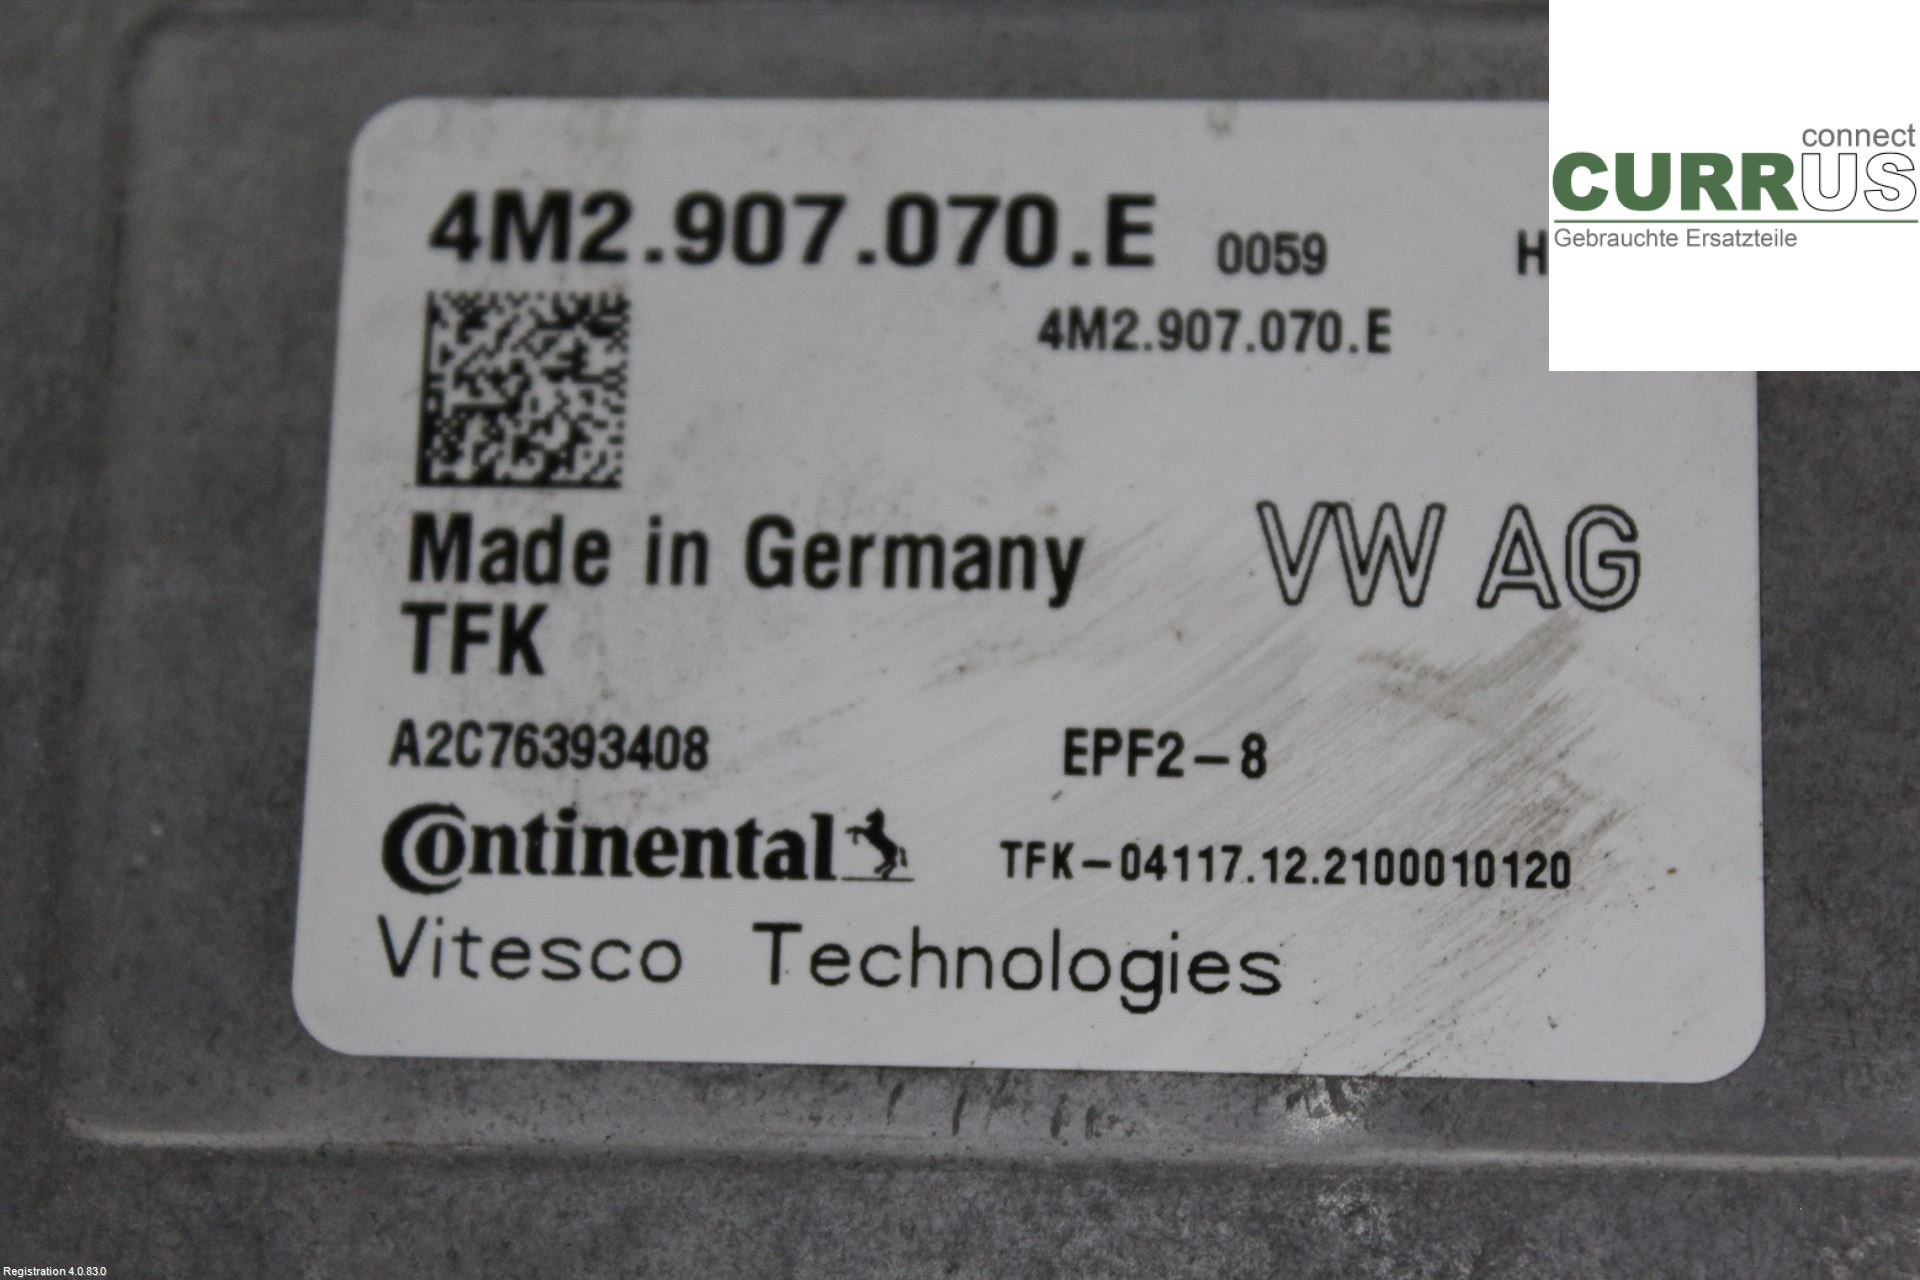 4M2.907.070.E 0059 H
4M2.907.070.E
Made in Germany
VW AG
TFK
A2C76393408 EPF2-8
Continental TFK-04117.12.2100010120
Vitesco Technologies
connect
CURRUS
Gebrauchte Ersatzteile
Registration 4.0.83.0